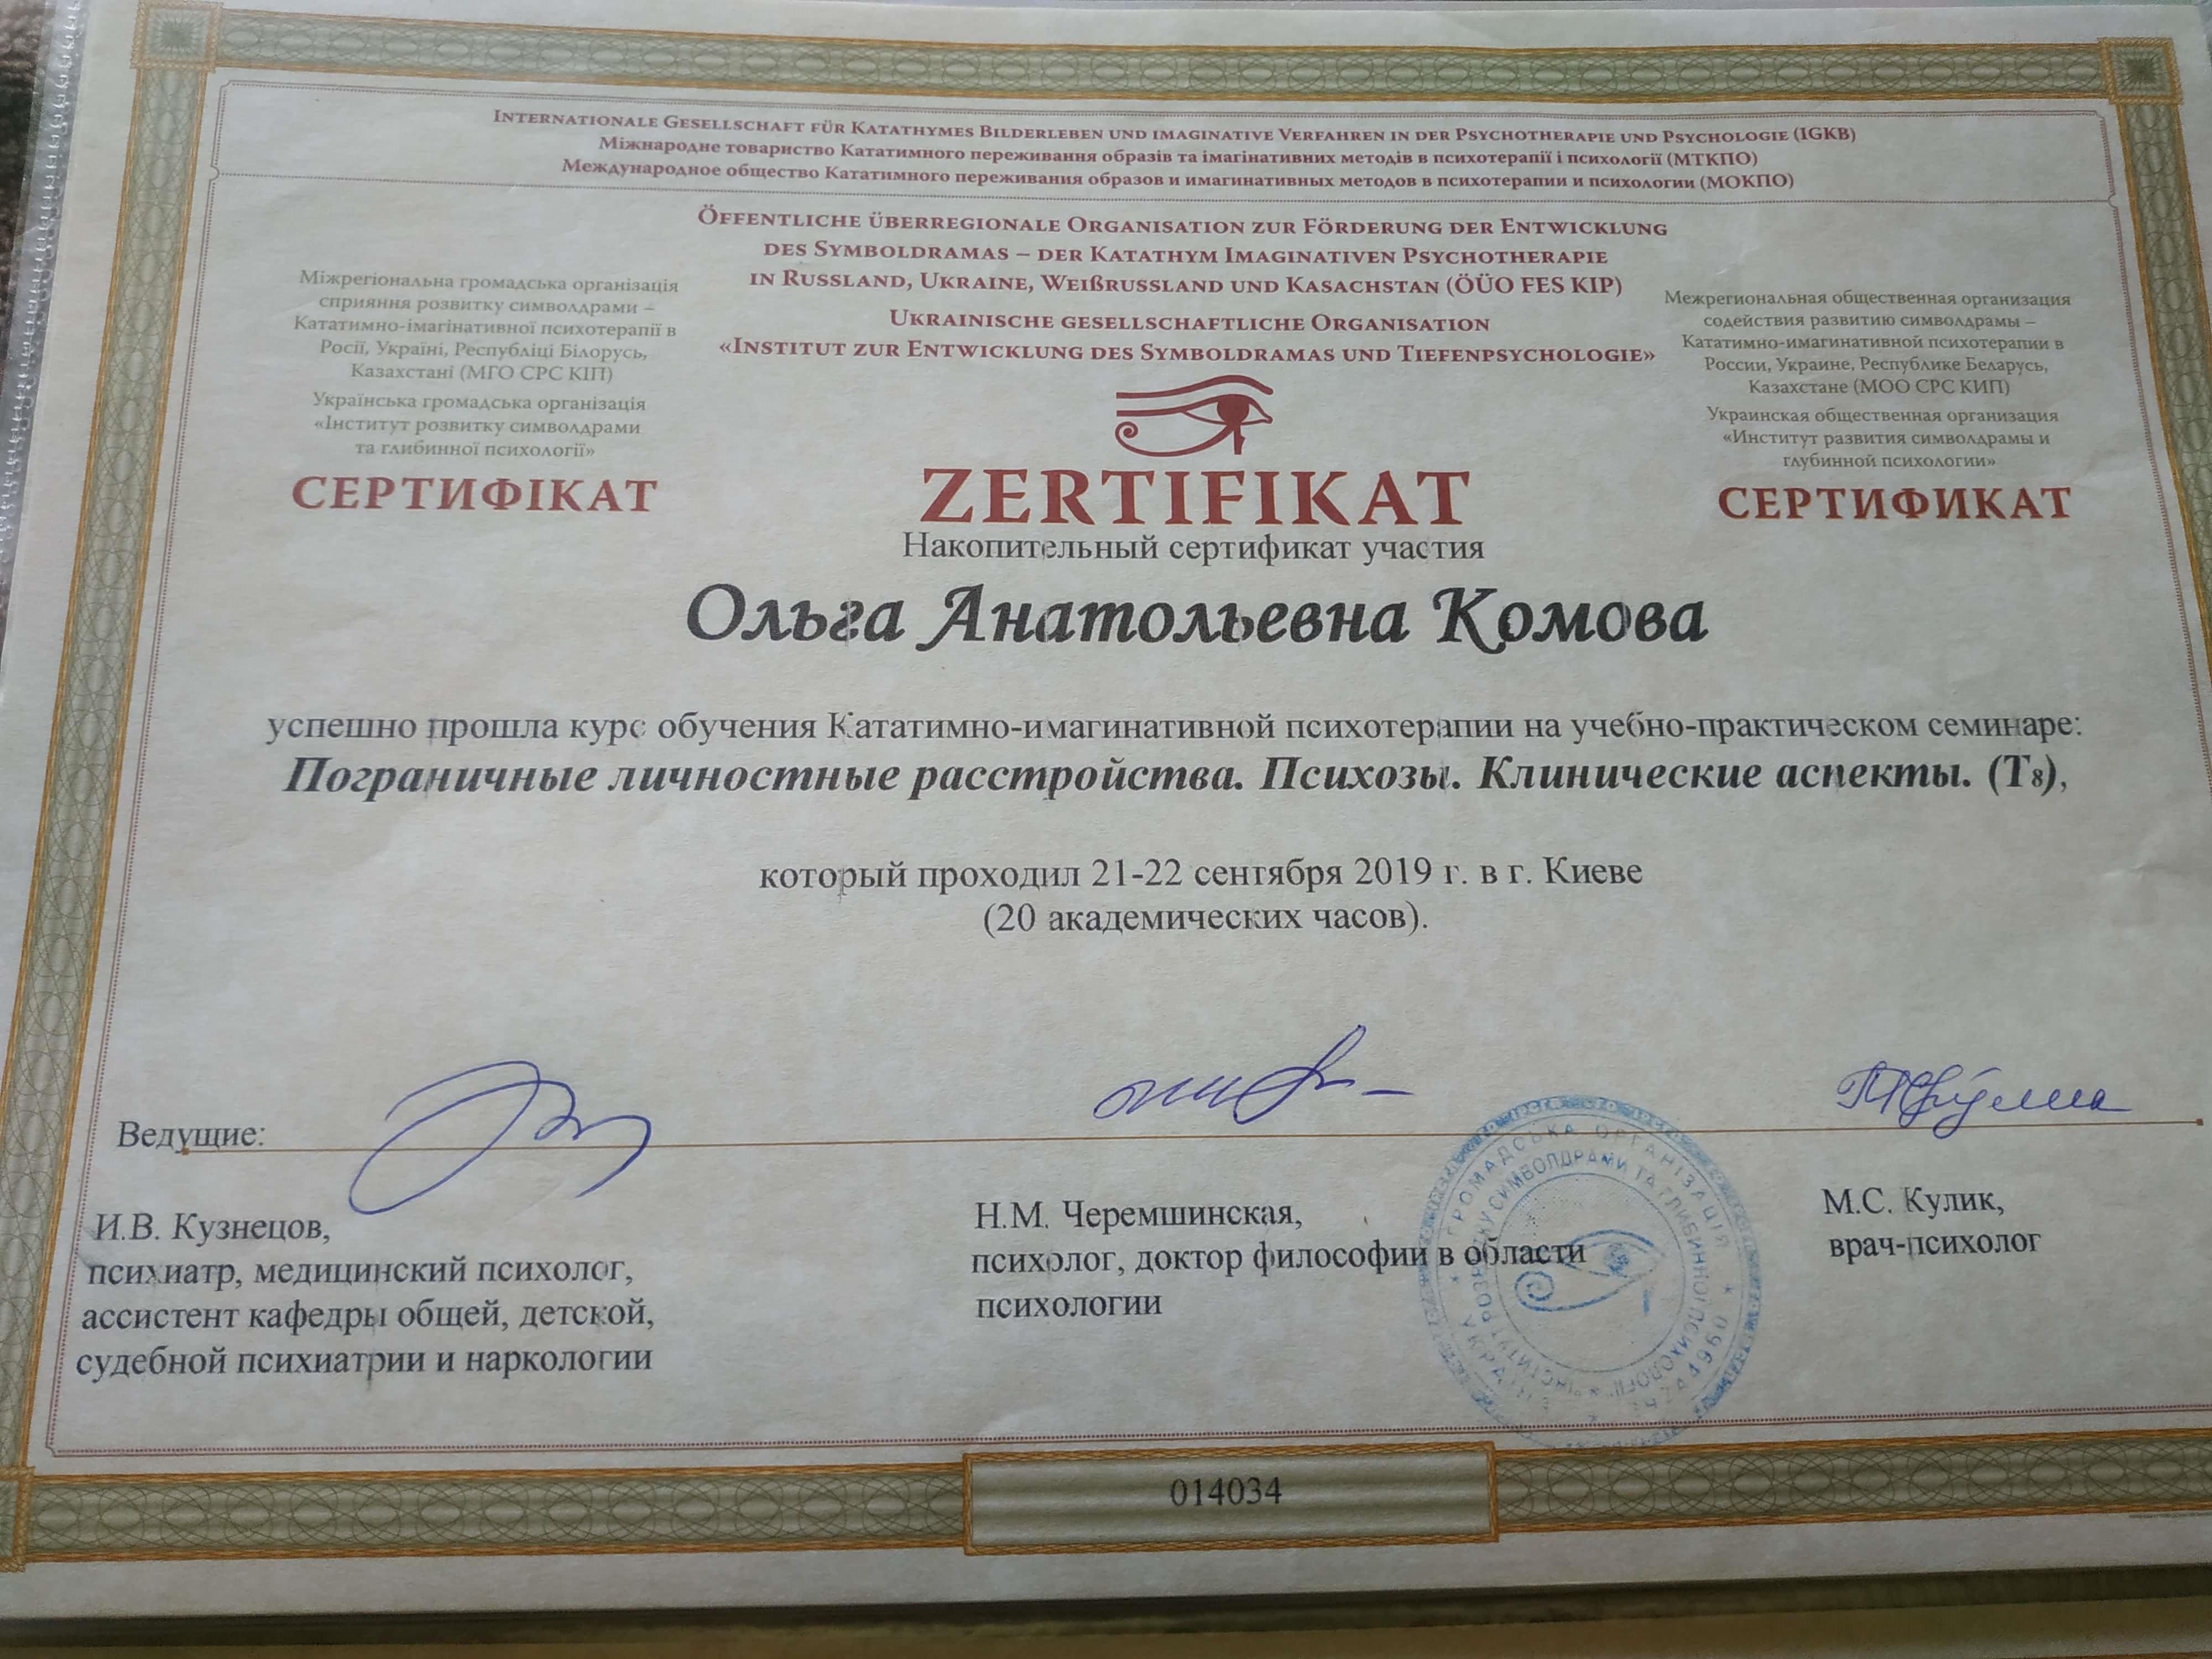 Internationale Gesellschaft für Katathymes Bilderleben und imaginative Verfahren in der Psychotherapie und Psychologie (IGKB)
Міжнародне товариство Кататимного переживання образів та імагінативних методів в психотерапії і психології (МТКПО)
Международное общество Кататимного переживания образов и имагинативных методов в психотерапии и психологии (МОКПО)
Öffentliche überregionale Organisation zur Förderung der Entwicklung
des Symboldramas – der Katathym Imaginativen Psychotherapie
in Russland, Ukraine, Weißrussland und Kasachstan (ÖÜO FES KIP)
Ukrainische gesellschaftliche Organisation
«Institut zur Entwicklung des Symboldramas und Tiefenpsychologie»
Міжрегіональна громадська організація
сприяння розвитку символдрами –
Кататимно-імагінативної психотерапії в
Росії, Україні, Республіці Білорусь,
Казахстані (МГО СРС КІП)
Українська громадська організація
«Інститут розвитку символдрами
та глибинної психології»
СЕРТИФІКАТ
Межрегиональная общественная организация
содействия развитию символдрамы –
Кататимно-имагинативной психотерапии в
России, Украине, Республике Беларусь,
Казахстане (МОО СРС КИП)
Украинская общественная организация
«Институт развития символдрамы и
глубинной психологии»
СЕРТИФИКАТ
ZERTIFIKAT
Накопительный сертификат участия
Ольга Анатольевна Комова
успешно прошла курс обучения Кататимно-имагинативной психотерапии на учебно-практическом семинаре:
Пограничные личностные расстройства. Психозы. Клинические аспекты. (Т8),
который проходил 21-22 сентября 2019 г. в г. Киеве
(20 академических часов).
Ведущие:
И.В. Кузнецов,
психиатр, медицинский психолог,
ассистент кафедры общей, детской,
судебной психиатрии и наркологии
Н.М. Черемшинская,
психолог, доктор философии в области
психологии
М.С. Кулик,
врач-психолог
ГРОМАДСЬКА ОРГАНІЗАЦІЯ
РОЗВИТКУ СИМВОЛДРАМИ ТА ГЛИБИННОЇ ПСИХОЛОГІЇ
014034